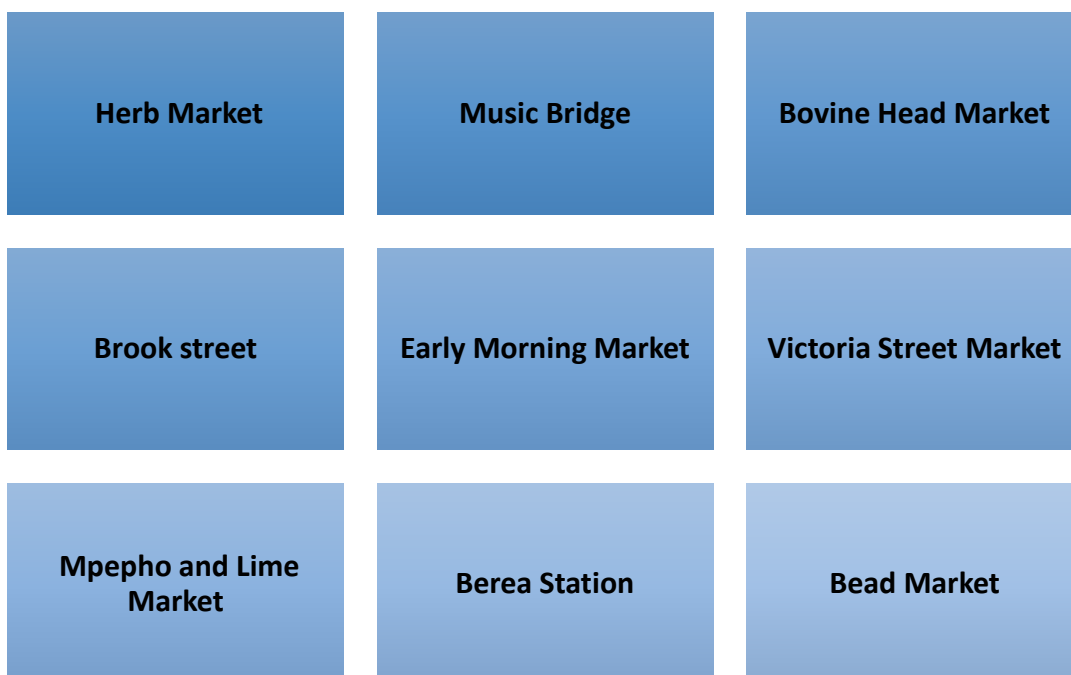 Herb Market
Music Bridge
Bovine Head Market
Brook street
Early Morning Market
Victoria Street Market
Mpepho and Lime
Market
Berea Station
Bead Market